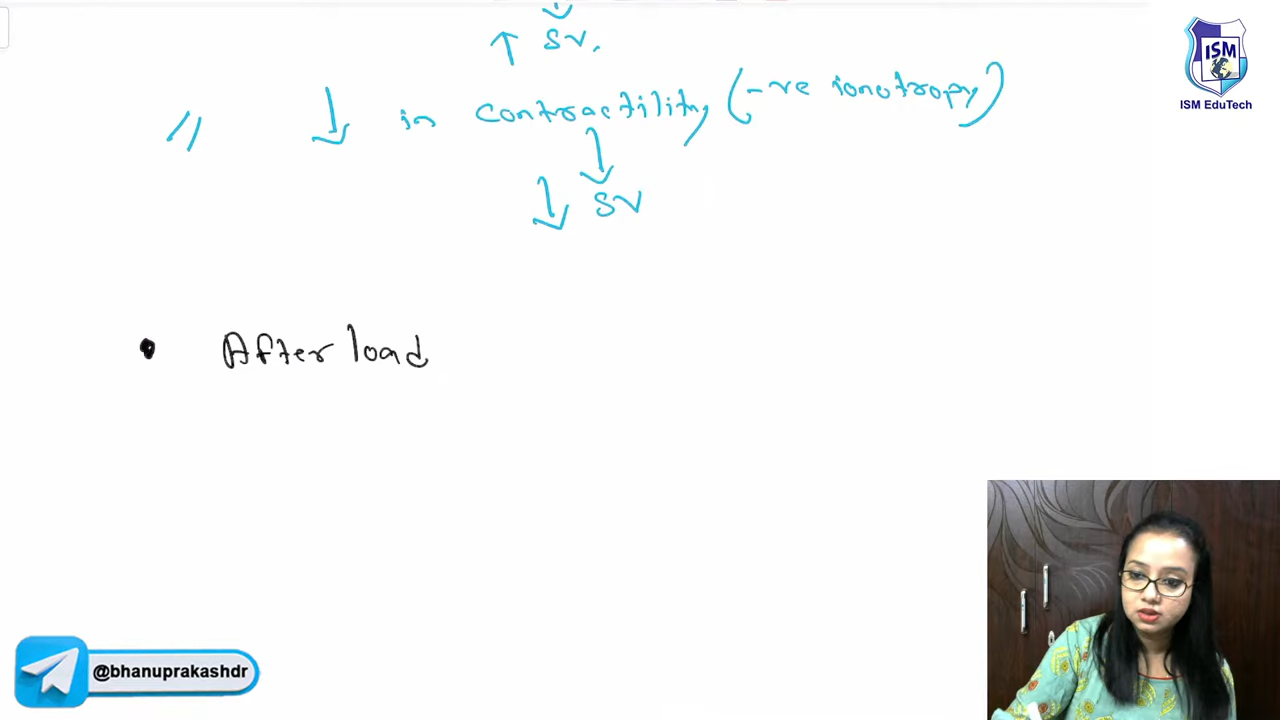 ↑ SV.
ISM
ISM EduTech
// ↓ in contractility (-ve ionotropy)
↓ SV
• After load
@bhanuprakashdr